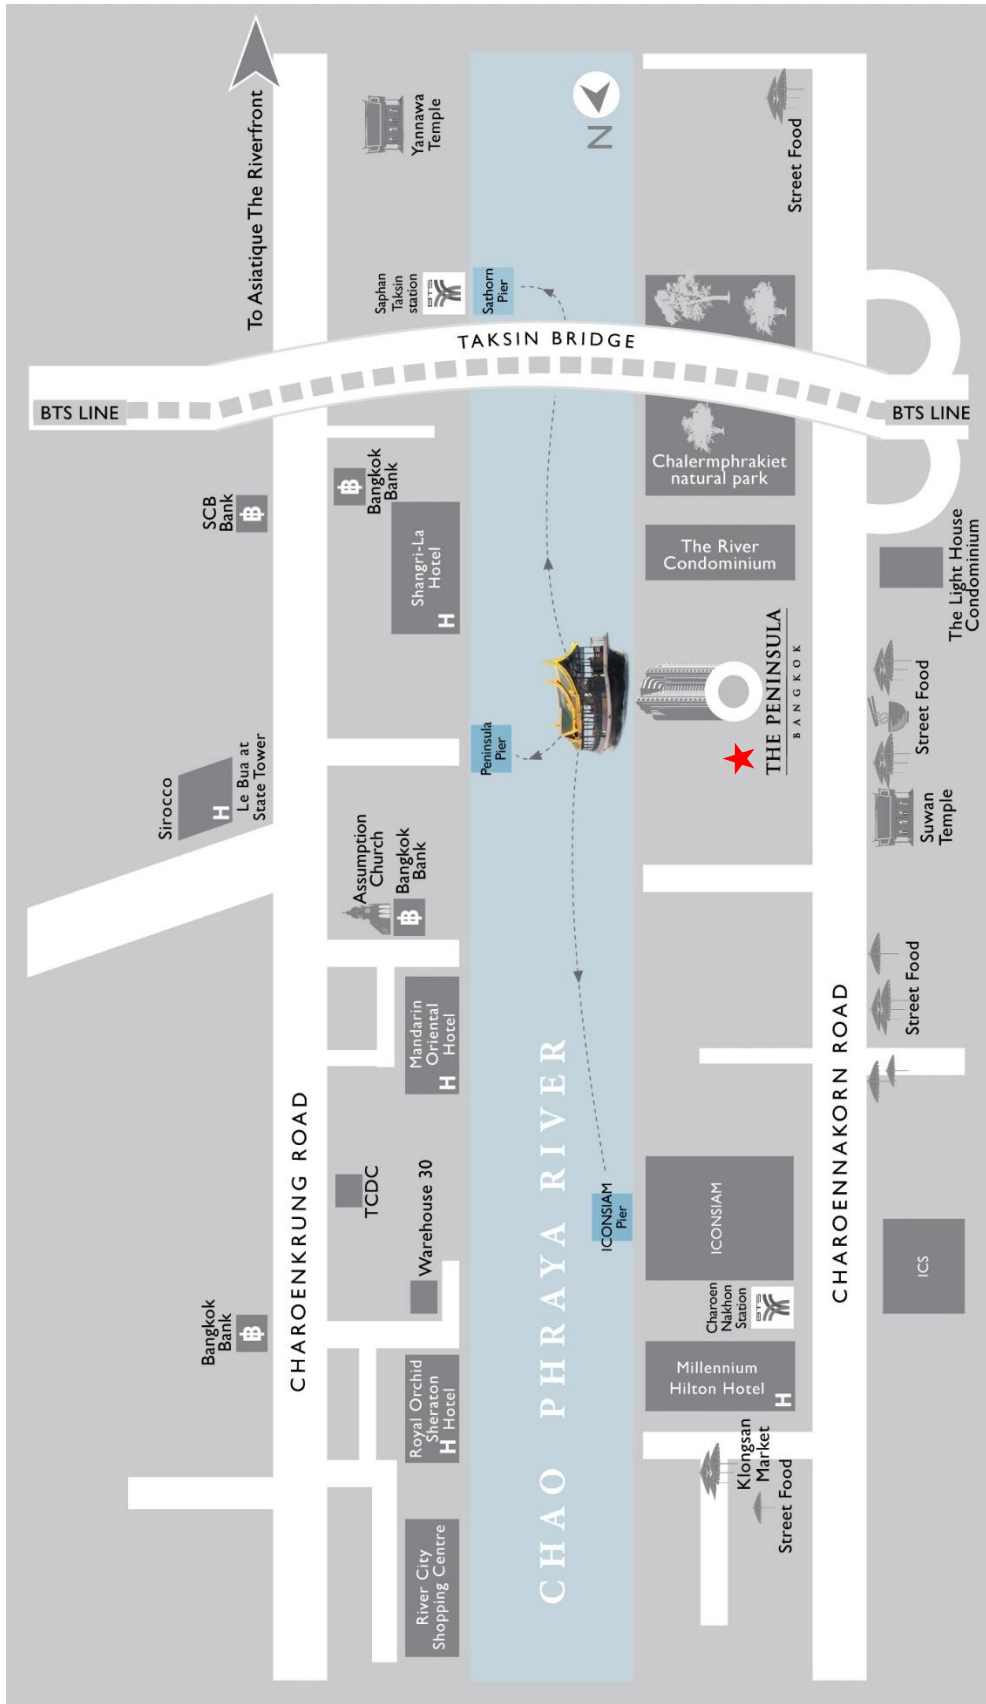 BTS LINE
Sirocco
H
Le Bua at
State Tower
Bangkok
Bank
฿
SCB
Bank
฿
To Asiatique The Riverfront
CHAROENKRUNG ROAD
TCDC
Assumption
Church
Bangkok
Bank
฿
฿
Bangkok
Bank
Saphan
Taksin
station
BTS
Yannawa
Temple
River City
Shopping Centre
Royal Orchid
Sheraton
Hotel
H
Warehouse 30
Mandarin
Oriental
Hotel
H
Shangri-La
Hotel
H
Peninsula
Pier
Sathorn
Pier
TAKSIN BRIDGE
CHAO PHRAYA RIVER
N
ICONSIAM
Pier
Millennium
Hilton Hotel
H
Charoen
Nakhon
Station
BTS
ICONSIAM
The River
Condominium
Chalermphrakiet
natural park
THE PENINSULA
BANGKOK
Klongsan
Market
Street Food
Street Food
CHAROENNAKORN ROAD
ICS
Street Food
Suwan
Temple
Street Food
The Light House
Condominium
BTS LINE